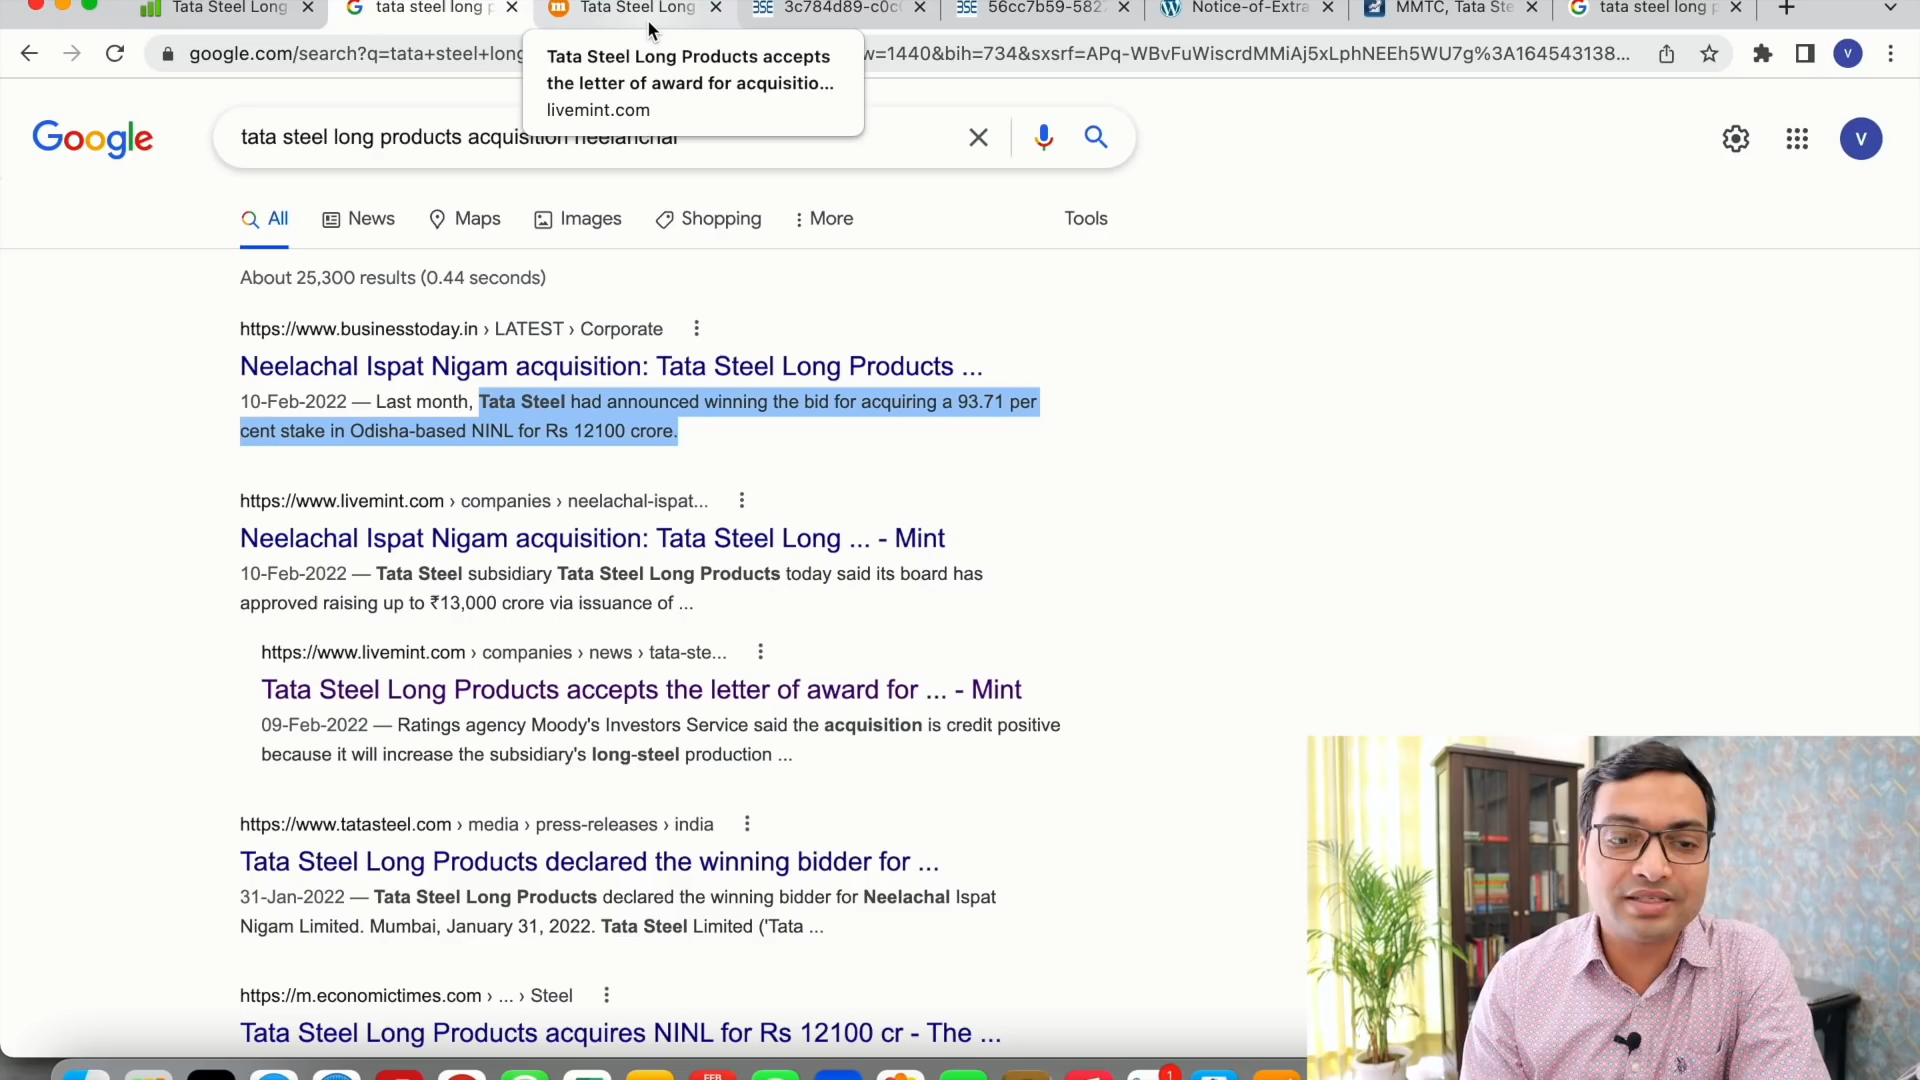 Tata Steel Long
tata steel long p
Tata Steel Long
3c784d89-c0c
56cc7b59-582
Notice-of-Extra
MMTC, Tata Ste
tata steel long p
google.com/search?q=tata+steel+long
w=1440&bih=734&sxsrf=APq-WBvFuWiscrdMMiAj5xLphNEEh5WU7g%3A164543138...
V
Tata Steel Long Products accepts
the letter of award for acquisitio...
livemint.com
Google
tata steel long products acquisition neelanchal
V
All
News
Maps
Images
Shopping
More
Tools
About 25,300 results (0.44 seconds)
https://www.businesstoday.in › LATEST › Corporate
Neelachal Ispat Nigam acquisition: Tata Steel Long Products ...
10-Feb-2022 — Last month, Tata Steel had announced winning the bid for acquiring a 93.71 per
cent stake in Odisha-based NINL for Rs 12100 crore.
https://www.livemint.com › companies › neelachal-ispat...
Neelachal Ispat Nigam acquisition: Tata Steel Long ... - Mint
10-Feb-2022 — Tata Steel subsidiary Tata Steel Long Products today said its board has
approved raising up to ₹13,000 crore via issuance of ...
https://www.livemint.com › companies › news › tata-ste...
Tata Steel Long Products accepts the letter of award for ... - Mint
09-Feb-2022 — Ratings agency Moody's Investors Service said the acquisition is credit positive
because it will increase the subsidiary's long-steel production ...
https://www.tatasteel.com › media › press-releases › india
Tata Steel Long Products declared the winning bidder for ...
31-Jan-2022 — Tata Steel Long Products declared the winning bidder for Neelachal Ispat
Nigam Limited. Mumbai, January 31, 2022. Tata Steel Limited ('Tata ...
https://m.economictimes.com › ... › Steel
Tata Steel Long Products acquires NINL for Rs 12100 cr - The ...
FEB
1